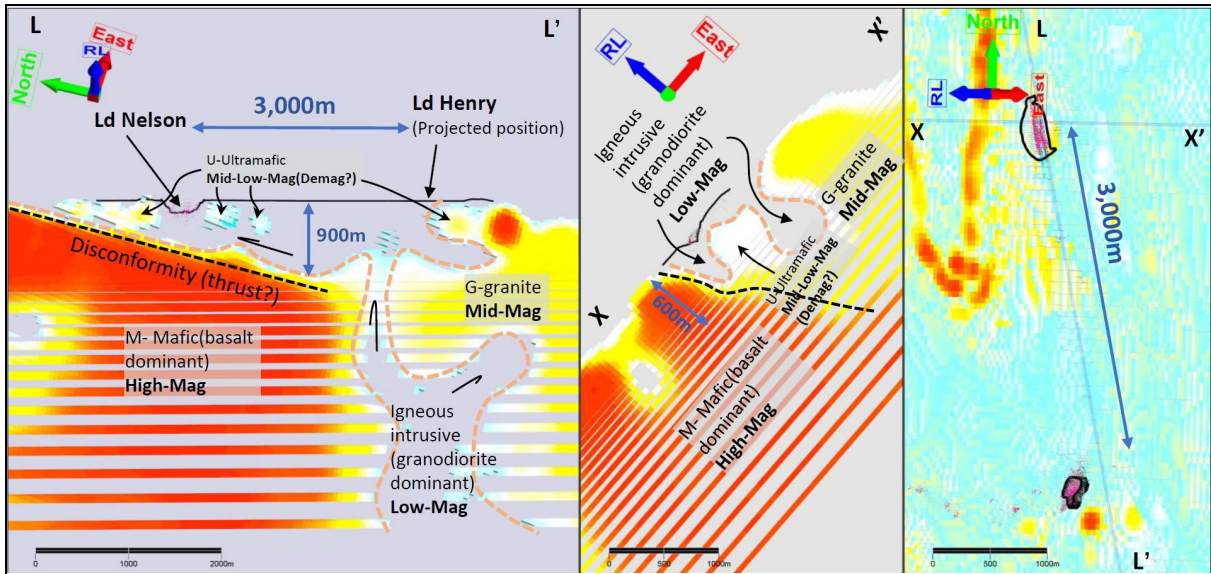 L
L'
North
RL
East
Ld Nelson
3,000m
Ld Henry
(Projected position)
U-Ultramafic
Mid-Low-Mag(Demag?)
900m
Disconformity (thrust?)
G-granite
Mid-Mag
M- Mafic(basalt
dominant)
High-Mag
Igneous
intrusive
(granodiorite
dominant)
Low-Mag
0
1000
2000m
X'
RL
East
Igneous
intrusive
(granodiorite
dominant)
Low-Mag
G-granite
Mid-Mag
U-Ultramafic
Mid-Low-Mag
(Demag?)
X
600m
M- Mafic(basalt
dominant)
High-Mag
0
500
1000m
North
L
RL
East
X
X'
3,000m
0
500
1000m
L'